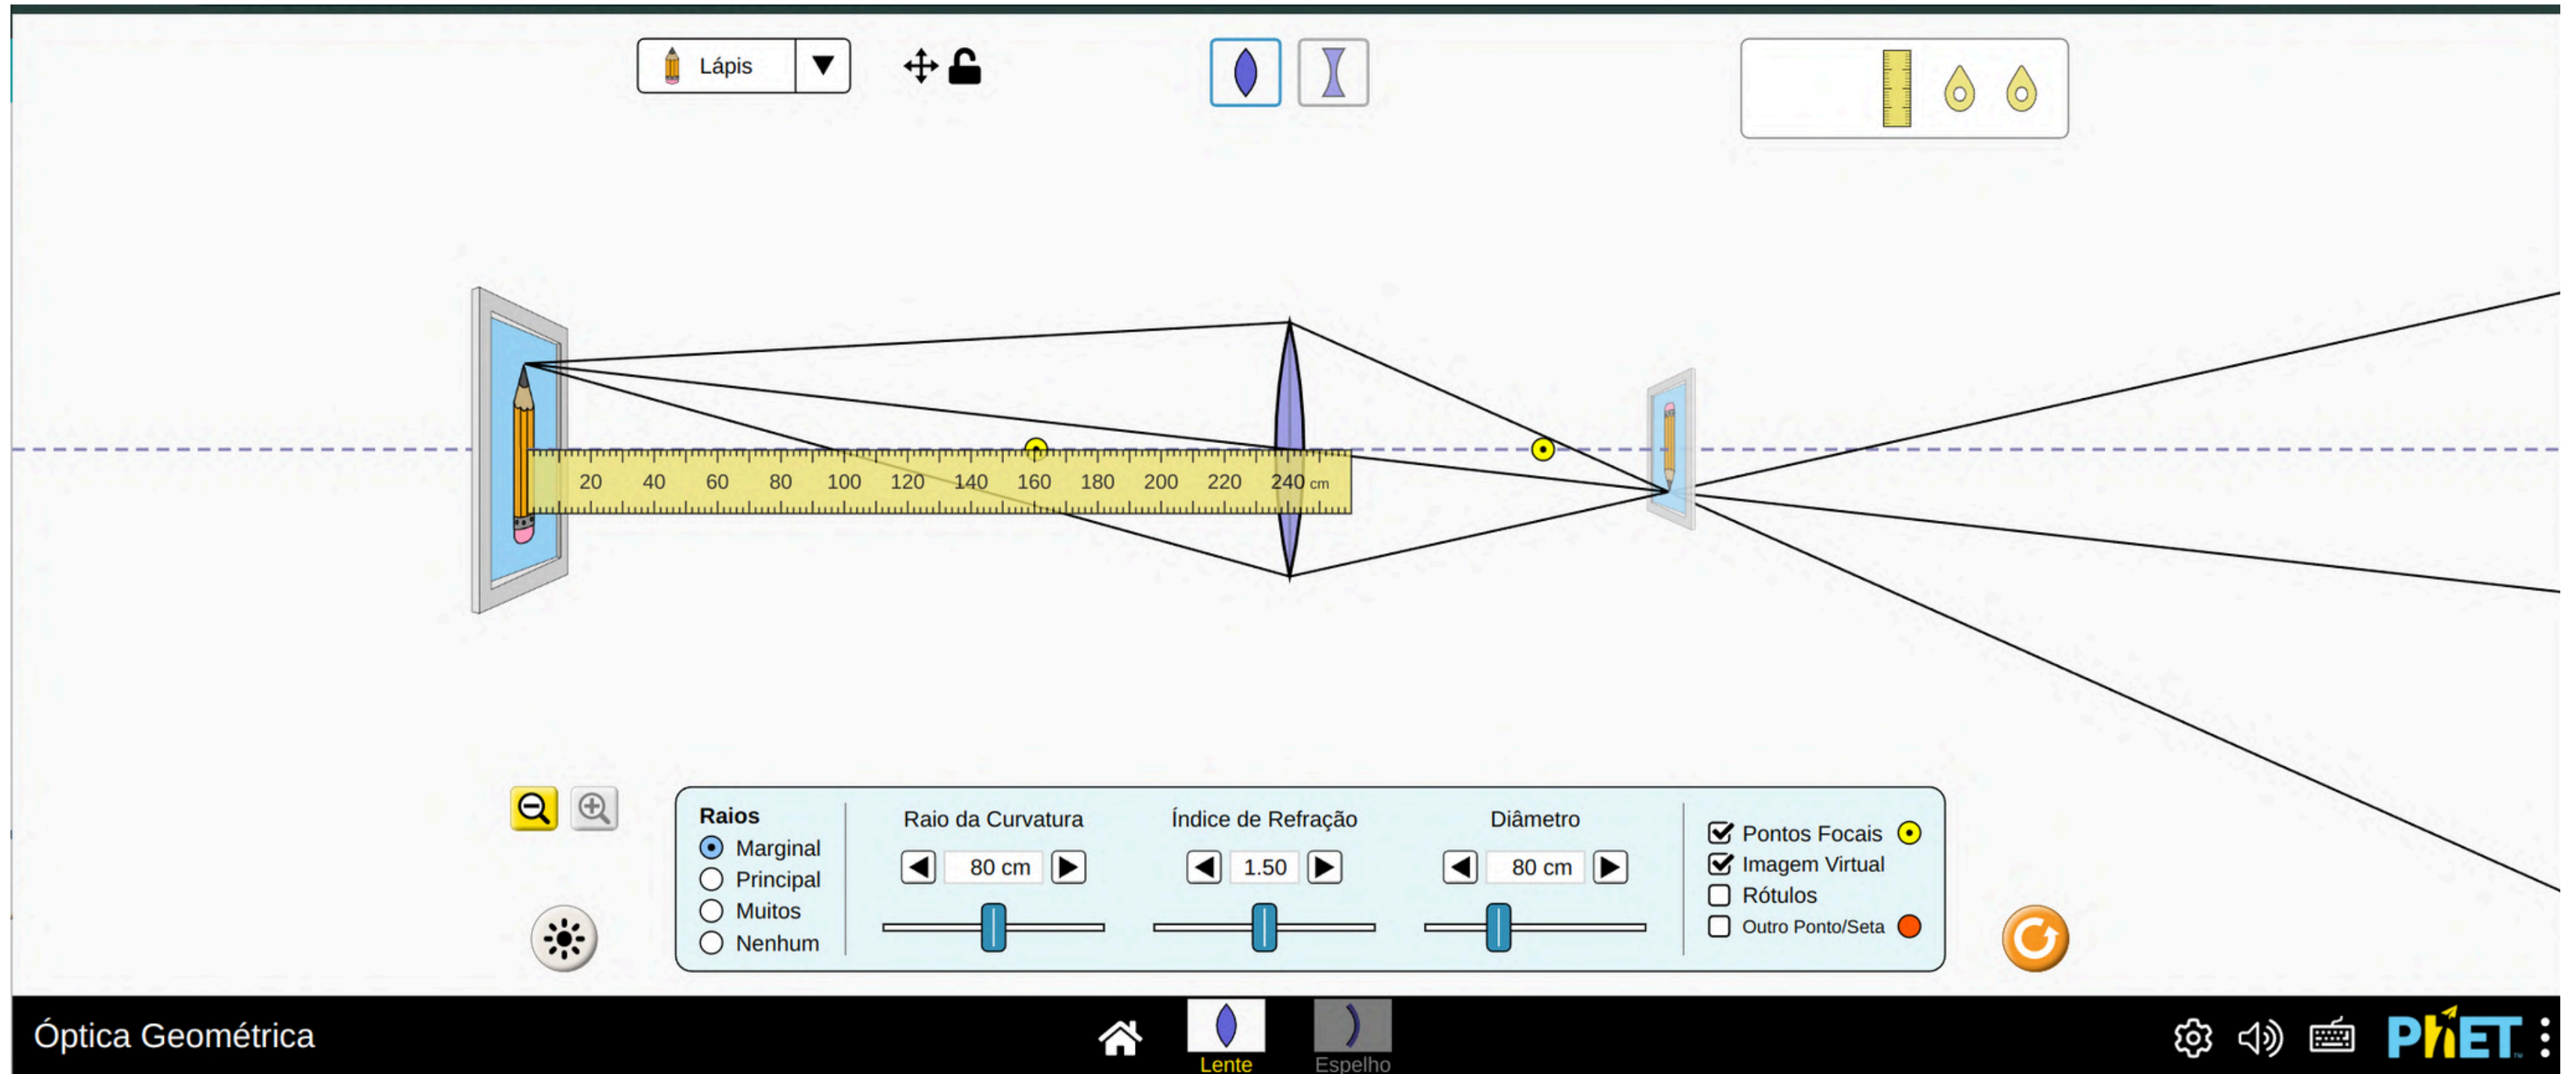 Lápis
20 40 60 80 100 120 140 160 180 200 220 240 cm
Raios
Marginal
Principal
Muitos
Nenhum
Raio da Curvatura
80 cm
Índice de Refração
1.50
Diâmetro
80 cm
Pontos Focais
Imagem Virtual
Rótulos
Outro Ponto/Seta
Óptica Geométrica
Lente
Espelho
PhET